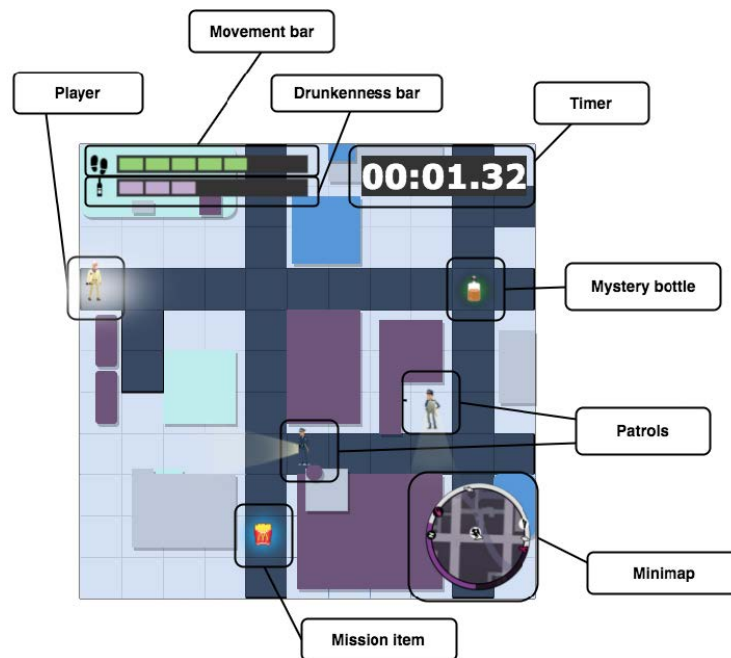 Movement bar
Player
Drunkenness bar
Timer
00:01.32
Mystery bottle
Patrols
Minimap
Mission item